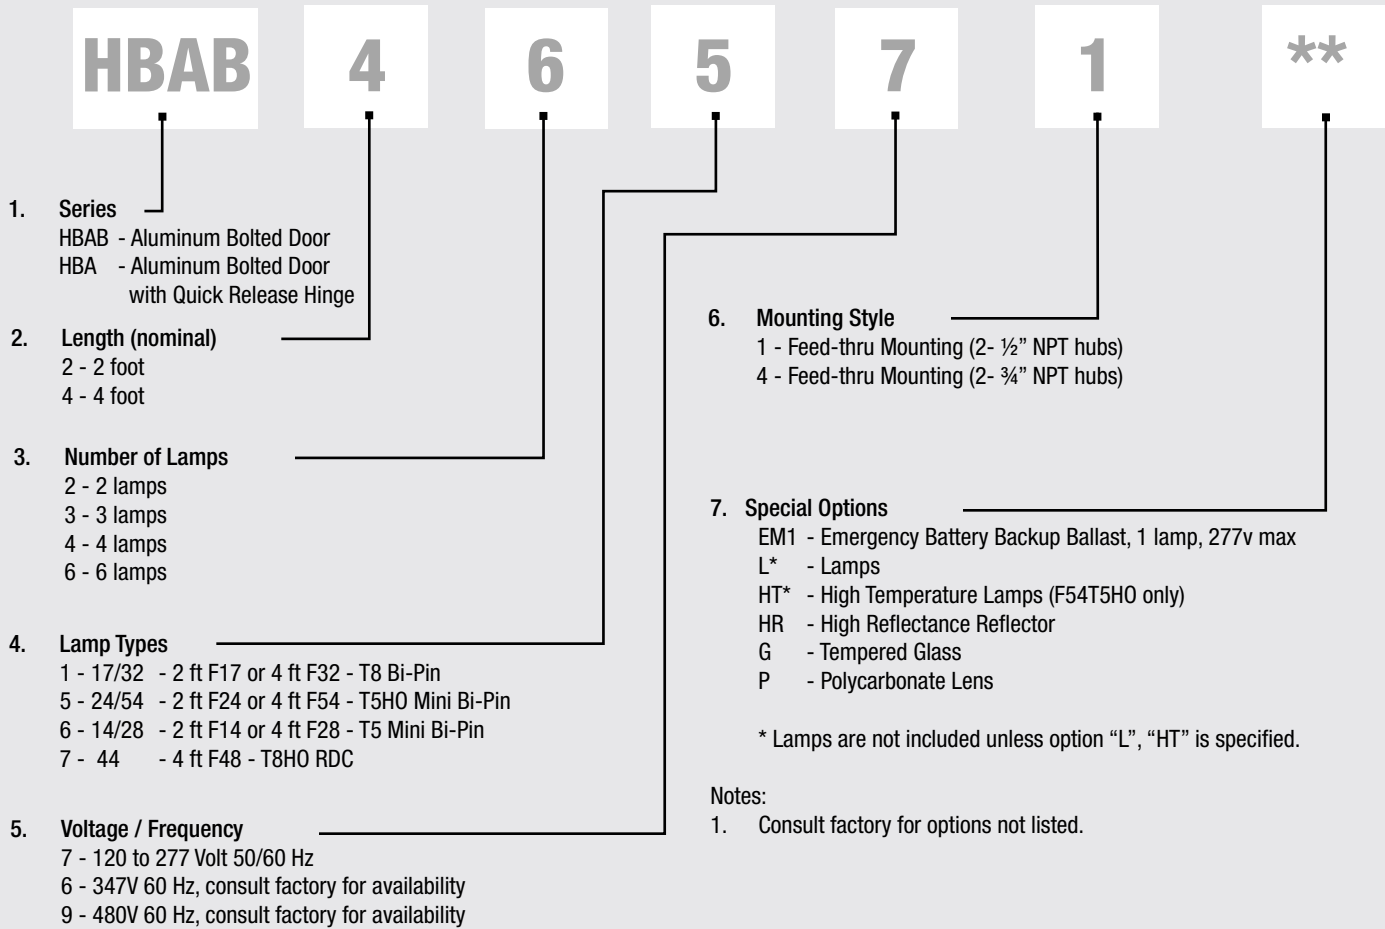 HBAB 4 6 5 7 1 **
1. Series
HBAB - Aluminum Bolted Door
HBA - Aluminum Bolted Door
with Quick Release Hinge
2. Length (nominal)
2 - 2 foot
4 - 4 foot
3. Number of Lamps
2 - 2 lamps
3 - 3 lamps
4 - 4 lamps
6 - 6 lamps
4. Lamp Types
1 - 17/32 - 2 ft F17 or 4 ft F32 - T8 Bi-Pin
5 - 24/54 - 2 ft F24 or 4 ft F54 - T5HO Mini Bi-Pin
6 - 14/28 - 2 ft F14 or 4 ft F28 - T5 Mini Bi-Pin
7 - 44 - 4 ft F48 - T8HO RDC
5. Voltage / Frequency
7 - 120 to 277 Volt 50/60 Hz
6 - 347V 60 Hz, consult factory for availability
9 - 480V 60 Hz, consult factory for availability
6. Mounting Style
1 - Feed-thru Mounting (2- ½” NPT hubs)
4 - Feed-thru Mounting (2- ¾” NPT hubs)
7. Special Options
EM1 - Emergency Battery Backup Ballast, 1 lamp, 277v max
L* - Lamps
HT* - High Temperature Lamps (F54T5HO only)
HR - High Reflectance Reflector
G - Tempered Glass
P - Polycarbonate Lens
* Lamps are not included unless option “L”, “HT” is specified.
Notes:
1. Consult factory for options not listed.